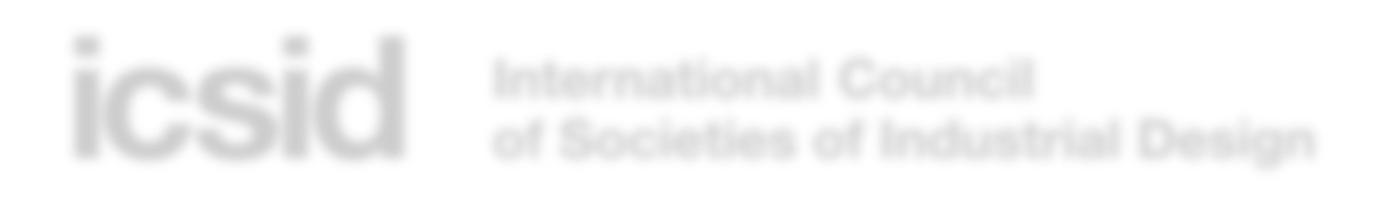 icsid
International Council
of Societies of Industrial Design